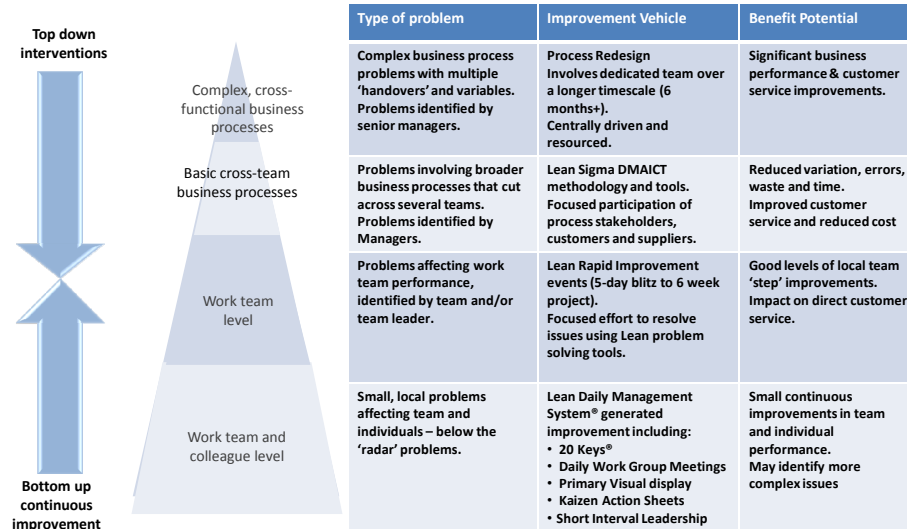 Top down
interventions
Complex, cross-
functional business
processes
Basic cross-team
business processes
Work team
level
Work team and
colleague level
Bottom up
continuous
improvement
Type of problem
Improvement Vehicle
Benefit Potential
Complex business process
problems with multiple
‘handovers’ and variables.
Problems identified by
senior managers.
Process Redesign
Involves dedicated team over
a longer timescale (6
months+).
Centrally driven and
resourced.
Significant business
performance & customer
service improvements.
Problems involving broader
business processes that cut
across several teams.
Problems identified by
Managers.
Lean Sigma DMAICT
methodology and tools.
Focused participation of
process stakeholders,
customers and suppliers.
Reduced variation, errors,
waste and time.
Improved customer
service and reduced cost
Problems affecting work
team performance,
identified by team and/or
team leader.
Lean Rapid Improvement
events (5-day blitz to 6 week
project).
Focused effort to resolve
issues using Lean problem
solving tools.
Good levels of local team
‘step’ improvements.
Impact on direct customer
service.
Small, local problems
affecting team and
individuals – below the
‘radar’ problems.
Lean Daily Management
System® generated
improvement including:
• 20 Keys®
• Daily Work Group Meetings
• Primary Visual display
• Kaizen Action Sheets
• Short Interval Leadership
Small continuous
improvements in team
and individual
performance.
May identify more
complex issues